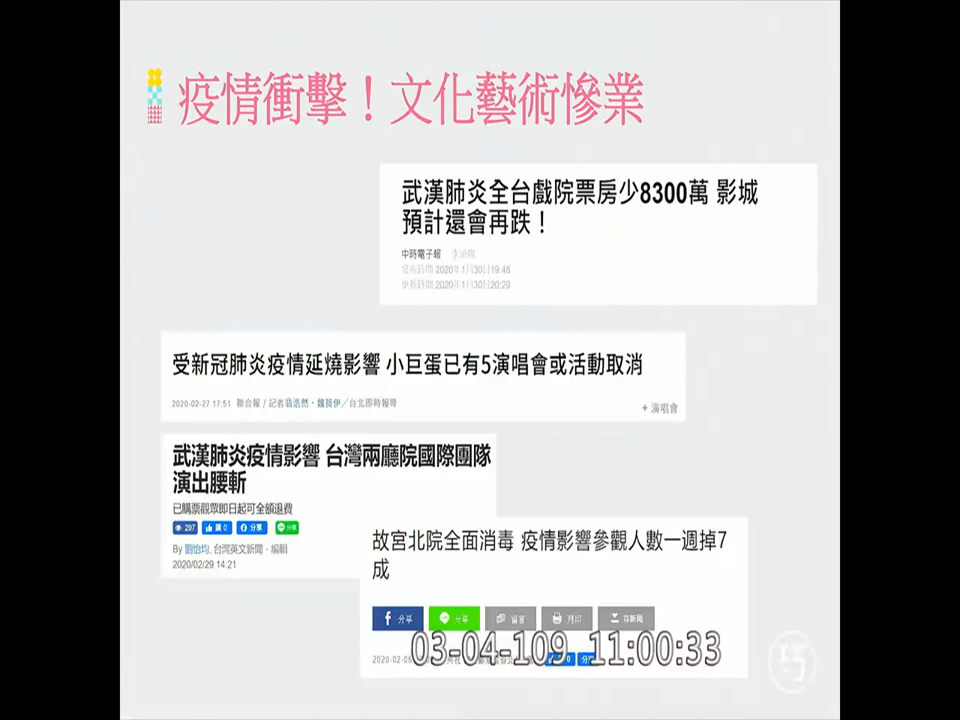 疫情衝擊！文化藝術慘業
武漢肺炎全台戲院票房少8300萬 影城
預計還會再跌！
中時電子報
發布時間 2020年1月30日19:48
更新時間 2020年1月30日20:29
受新冠肺炎疫情延燒影響 小巨蛋已有5演唱會或活動取消
2020-02-27 17:51 聯合報 / 記者翁浩然、魏莨伊／台北即時報導
+ 演唱會
武漢肺炎疫情影響 台灣兩廳院國際團隊
演出腰斬
已購票觀眾即日起可全額退費
297 讚 0 分享 分享
By 劉怡均, 台灣英文新聞 - 編輯
2020/02/29 14:21
故宮北院全面消毒 疫情影響參觀人數一週掉7
成
分享 分享 留言 列印 存新聞
2020-02-05
03-04-109 11:00:33
巧